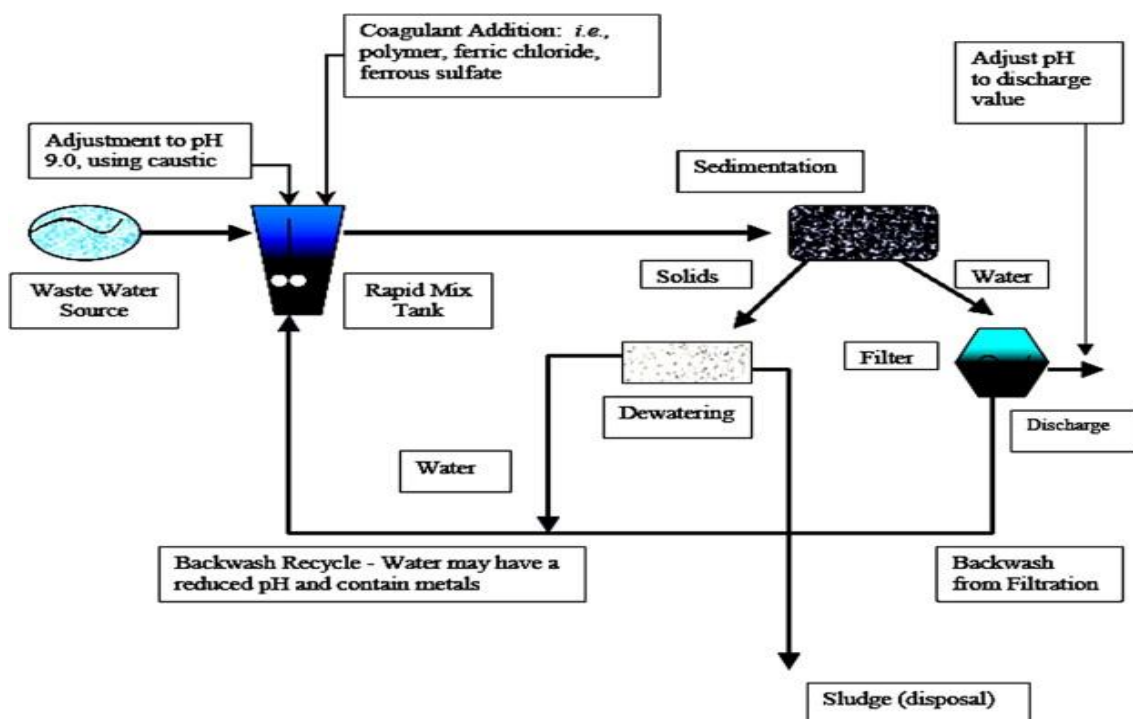 Coagulant Addition: i.e.,
polymer, ferric chloride,
ferrous sulfate
Adjust pH
to discharge
value
Adjustment to pH
9.0, using caustic
Sedimentation
Waste Water
Source
Rapid Mix
Tank
Solids
Water
Filter
Dewatering
Discharge
Water
Backwash Recycle - Water may have a
reduced pH and contain metals
Backwash
from Filtration
Sludge (disposal)